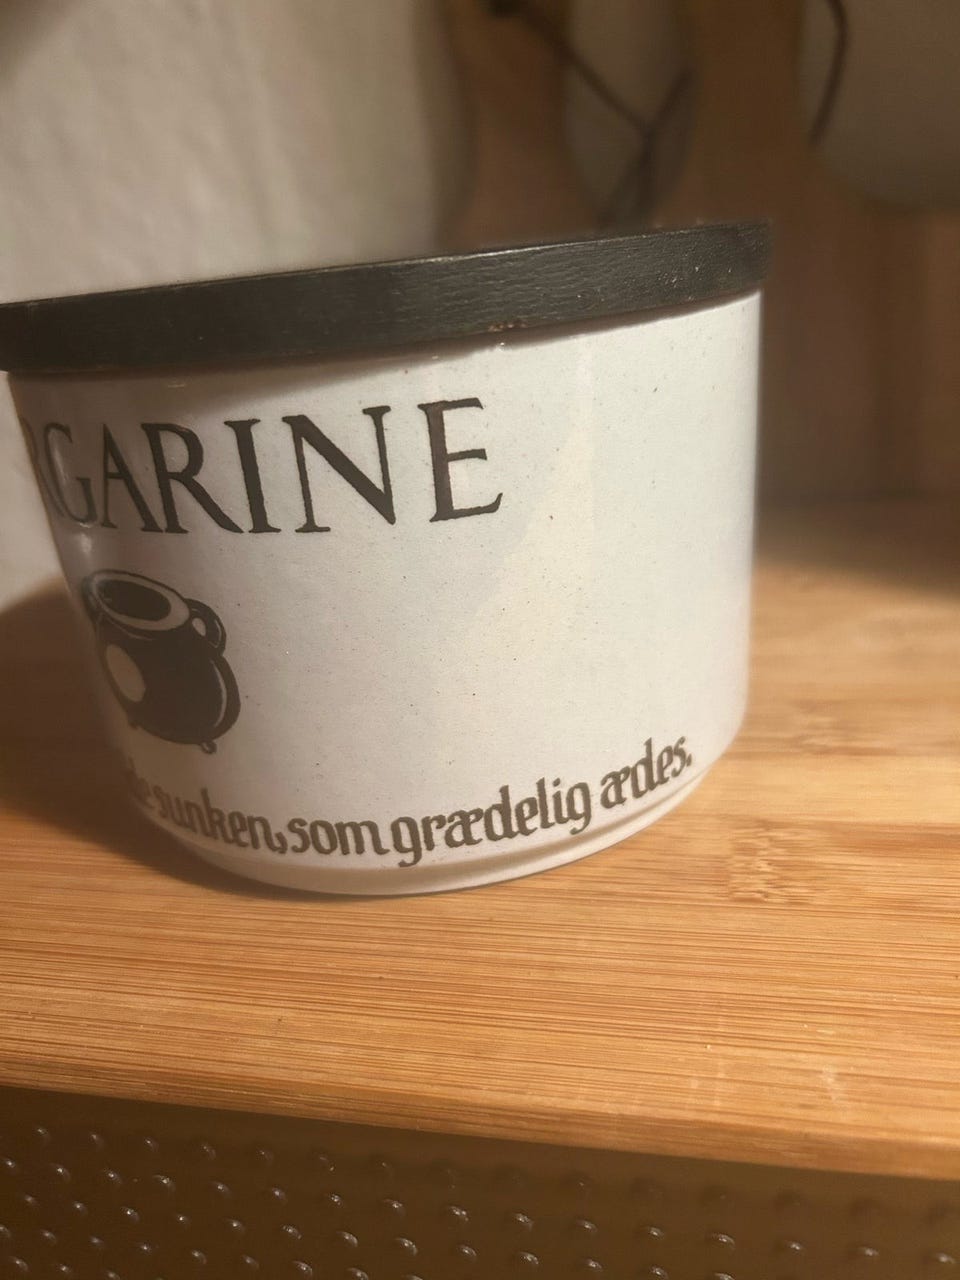 RGARINE
sunken, som grædelig ædes.